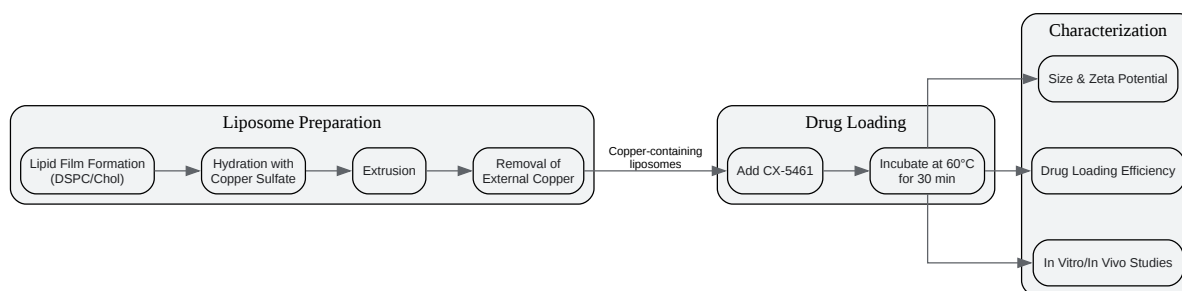 Liposome Preparation
Lipid Film Formation
(DSPC/Chol)
Hydration with
Copper Sulfate
Extrusion
Removal of
External Copper
Copper-containing
liposomes
Drug Loading
Add CX-5461
Incubate at 60°C
for 30 min
Characterization
Size & Zeta Potential
Drug Loading Efficiency
In Vitro/In Vivo Studies